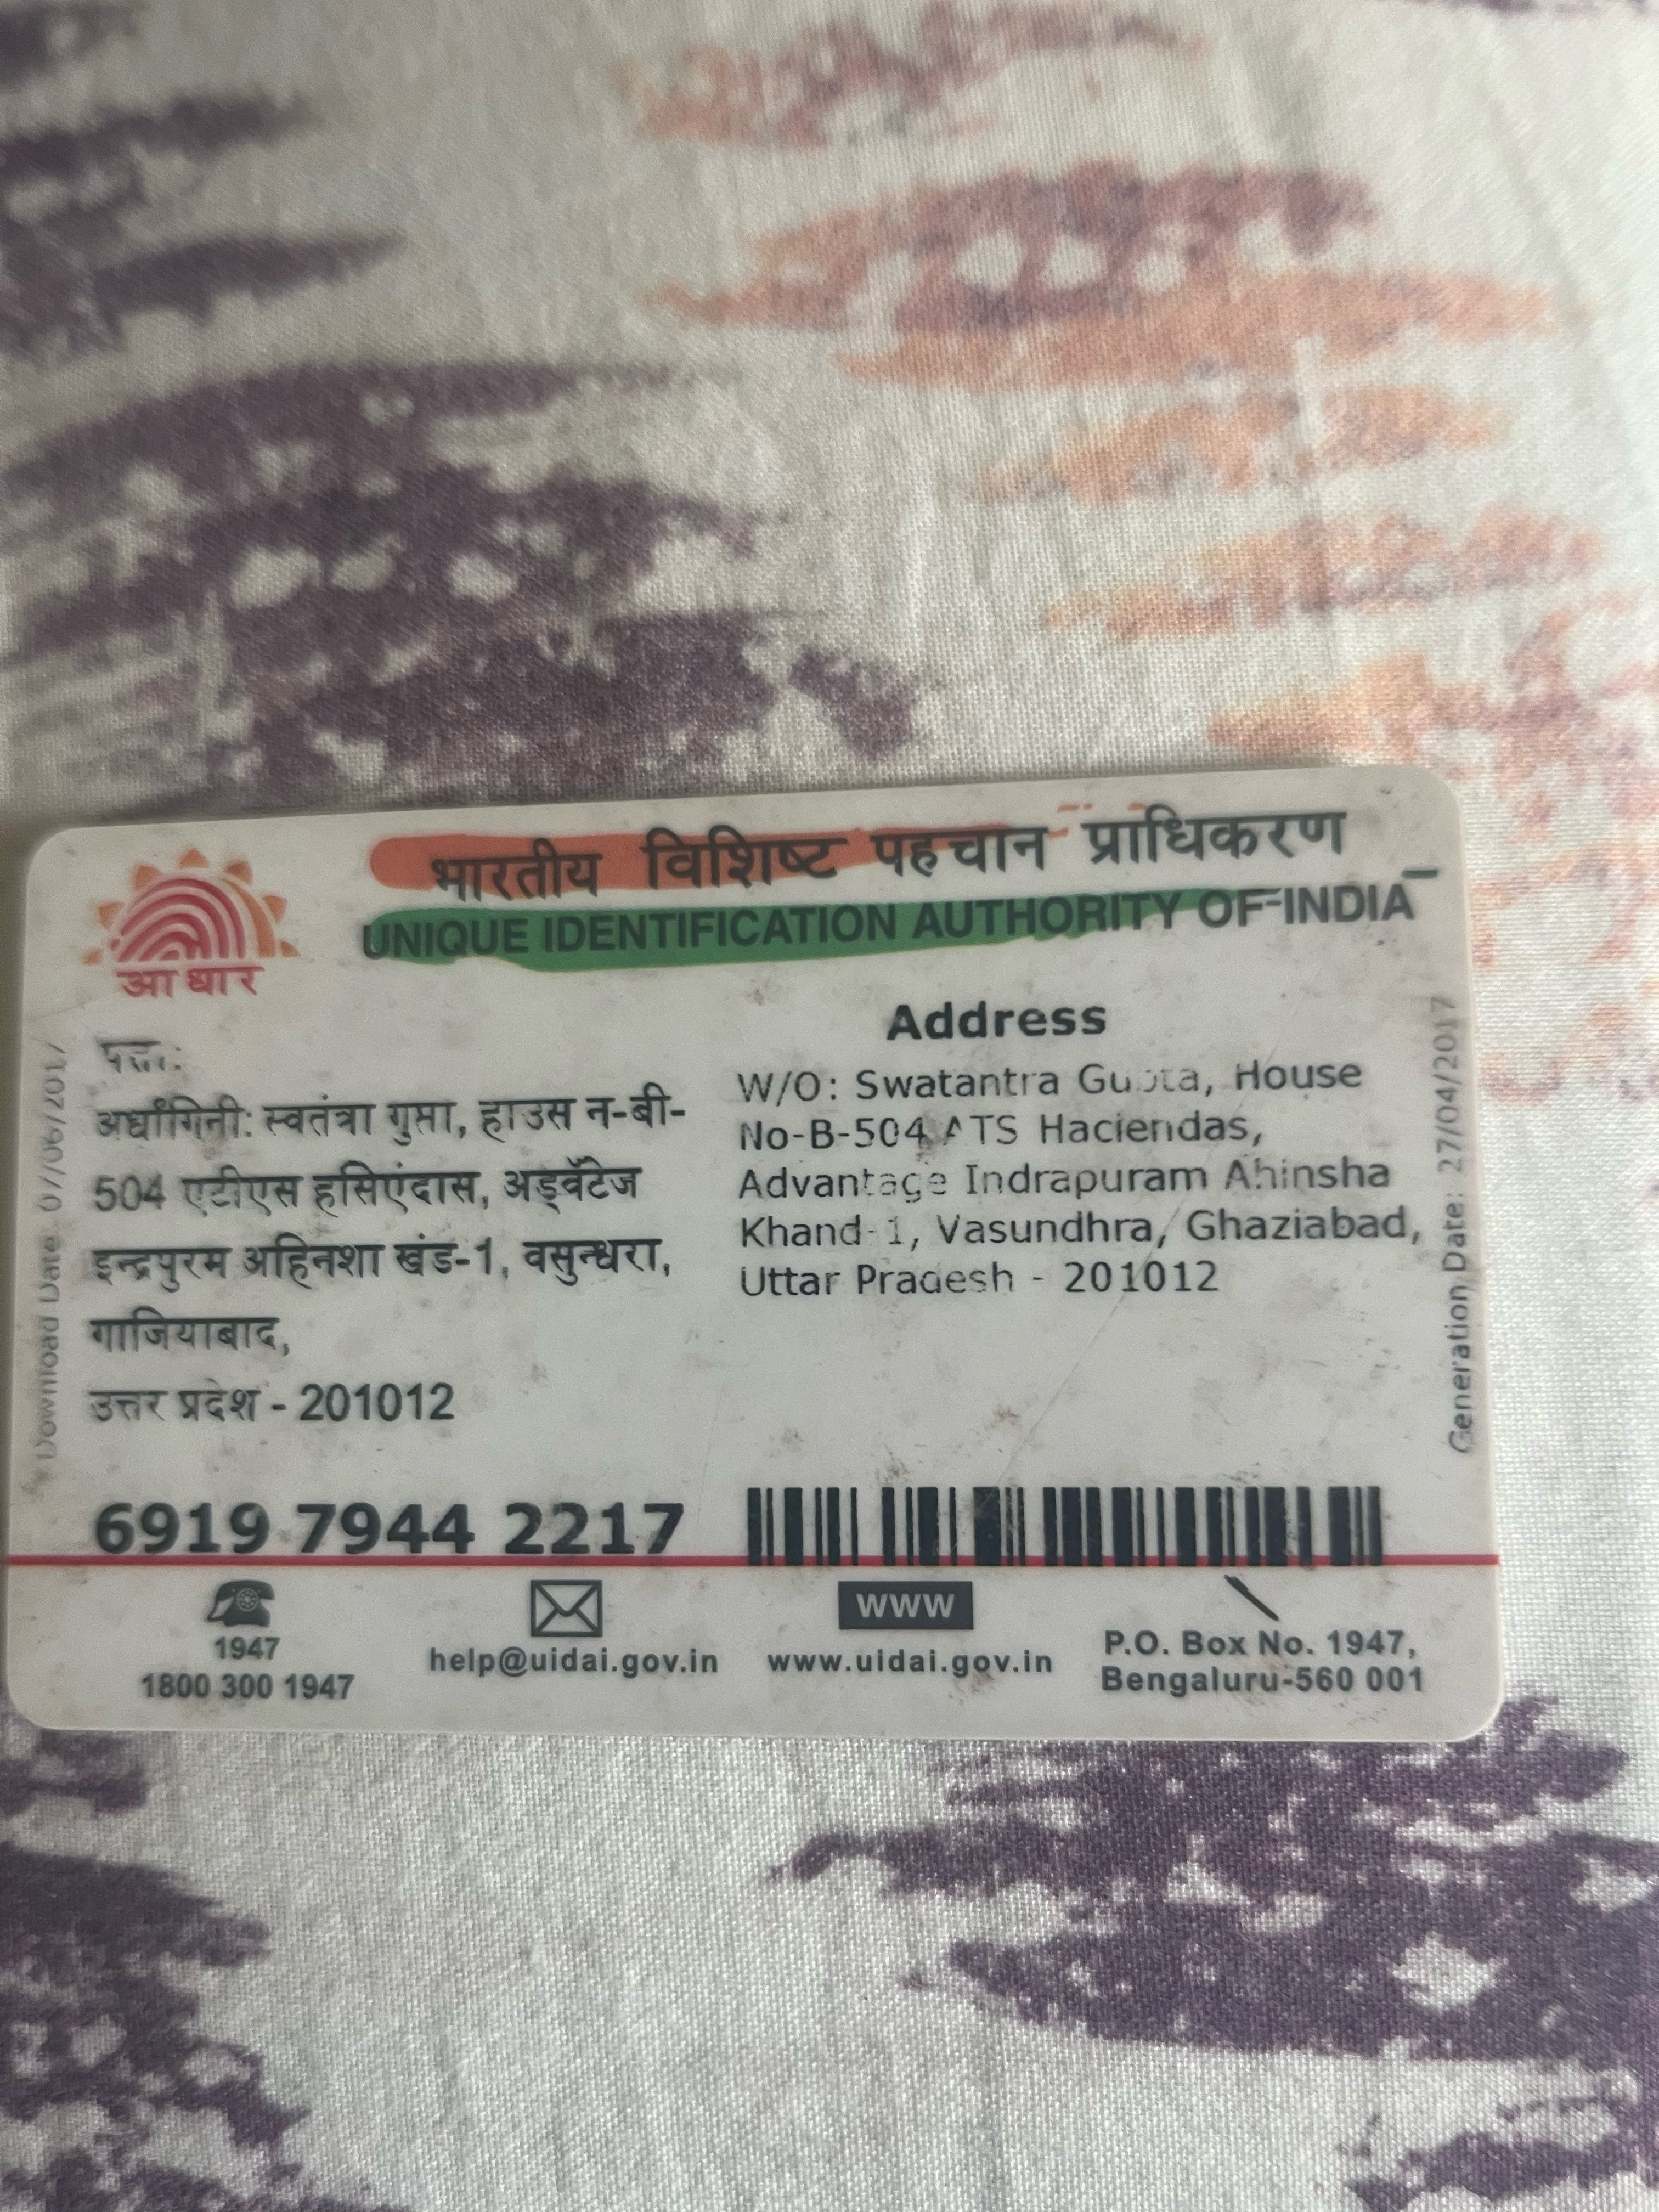 भारतीय विशिष्ट पहचान प्राधिकरण
UNIQUE IDENTIFICATION AUTHORITY OF INDIA
आधार
पता:
अर्धांगिनी: स्वतंत्रा गुप्ता, हाउस न-बी-
504 एटीएस हसिएंदास, अड्वॅटेज
इन्द्रपुरम अहिनशा खंड-1, वसुन्धरा,
गाजियाबाद,
उत्तर प्रदेश - 201012
Address
W/O: Swatantra Gupta, House
No-B-504 ATS Haciendas,
Advantage Indrapuram Ahinsha
Khand-1, Vasundhra, Ghaziabad,
Uttar Pradesh - 201012
Download Date:
Generation Date: 27/04/2017
6919 7944 2217
1947
1800 300 1947
help@uidai.gov.in
WWW
www.uidai.gov.in
P.O. Box No. 1947,
Bengaluru-560 001